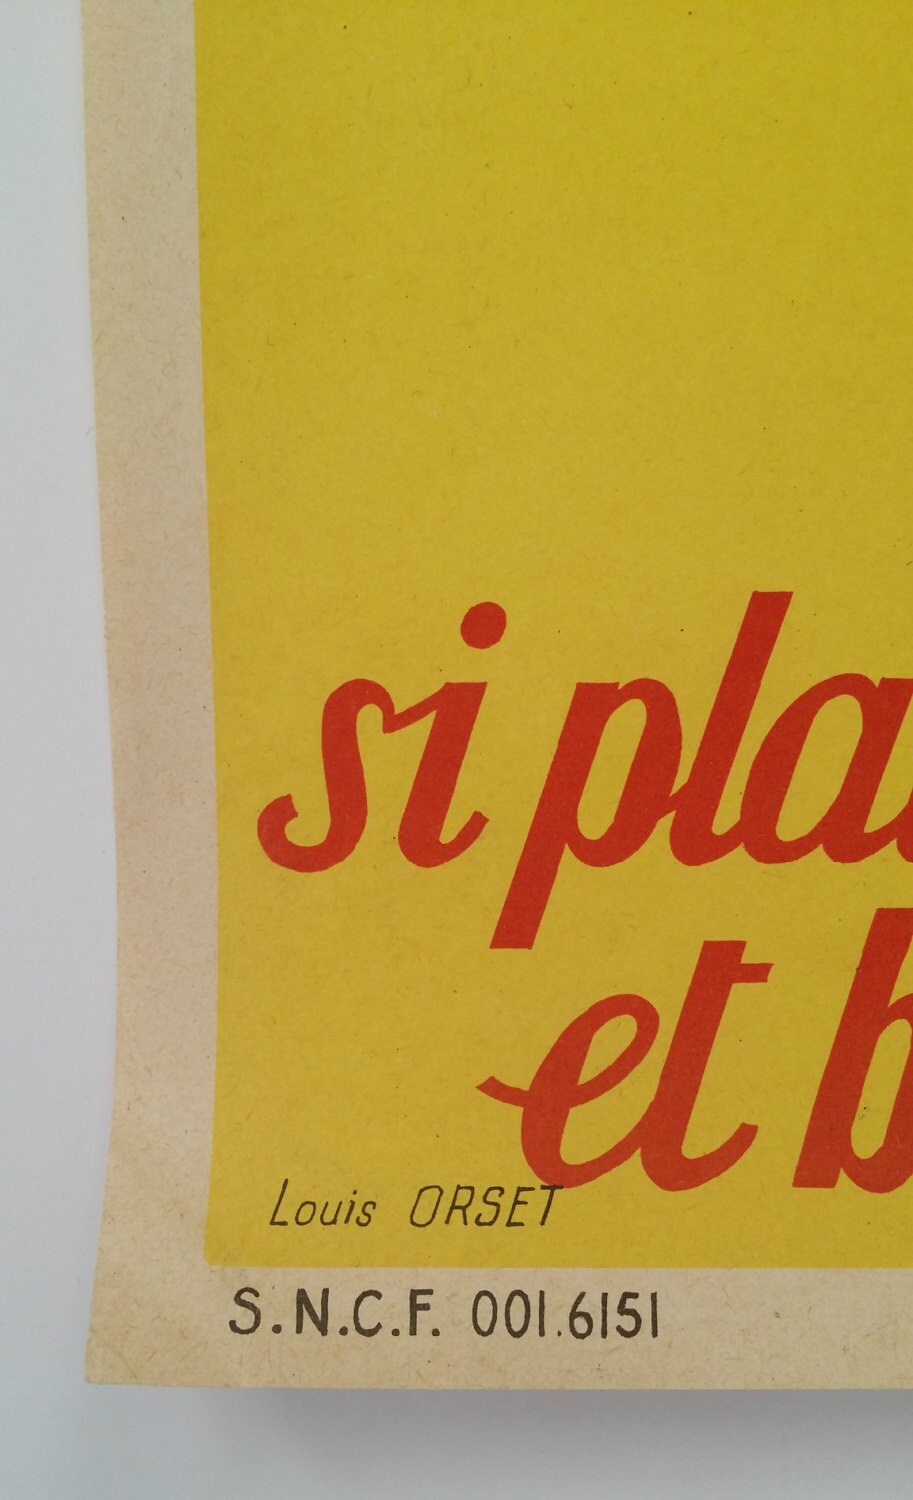 si pla
et b
Louis ORSET
S.N.C.F. 001.6151